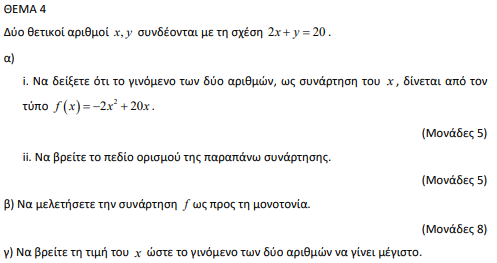 ΘΕΜΑ 4
Δύο θετικοί αριθμοί x, y συνδέονται με τη σχέση 2x + y = 20 .
α)
i. Να δείξετε ότι το γινόμενο των δύο αριθμών, ως συνάρτηση του x , δίνεται από τον
τύπο f(x) = −2x² + 20x .
(Μονάδες 5)
ii. Να βρείτε το πεδίο ορισμού της παραπάνω συνάρτησης.
(Μονάδες 5)
β) Να μελετήσετε την συνάρτηση f ως προς τη μονοτονία.
(Μονάδες 8)
γ) Να βρείτε τη τιμή του x ώστε το γινόμενο των δύο αριθμών να γίνει μέγιστο.